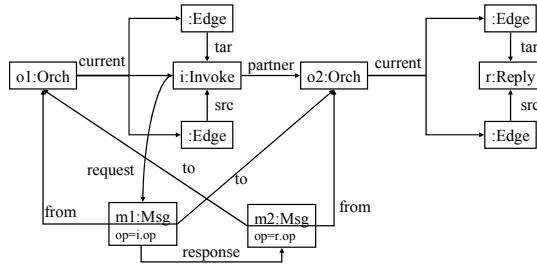 :Edge
:Edge
current
tar
partner
current
tar
o1:Orch
i:Invoke
o2:Orch
r:Reply
src
src
:Edge
:Edge
request
to
to
from
m1:Msg
op=i.op
m2:Msg
op=r.op
from
response